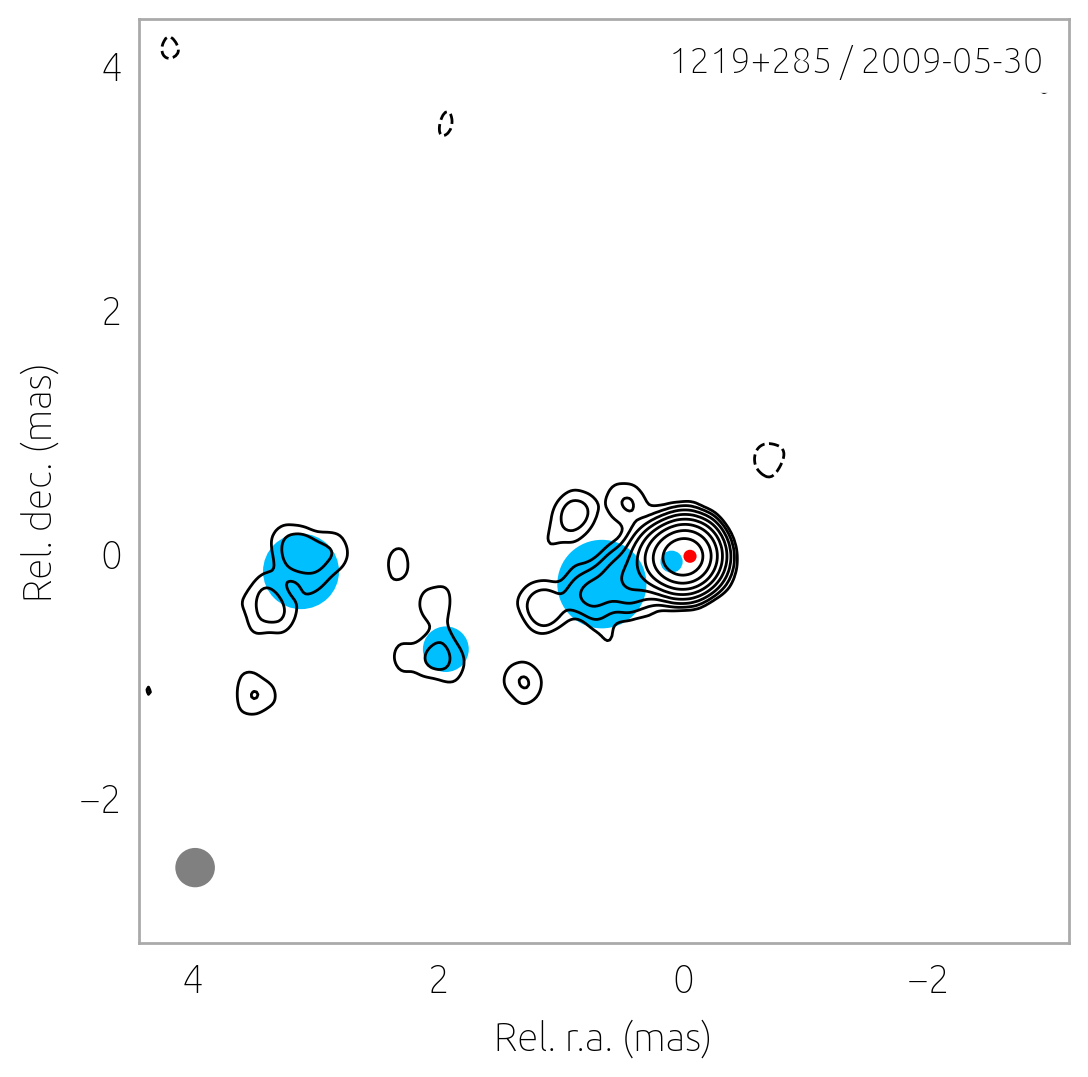 1219+285 / 2009-05-30
4
2
0
−2
Rel. dec. (mas)
4 2 0 −2
Rel. r.a. (mas)